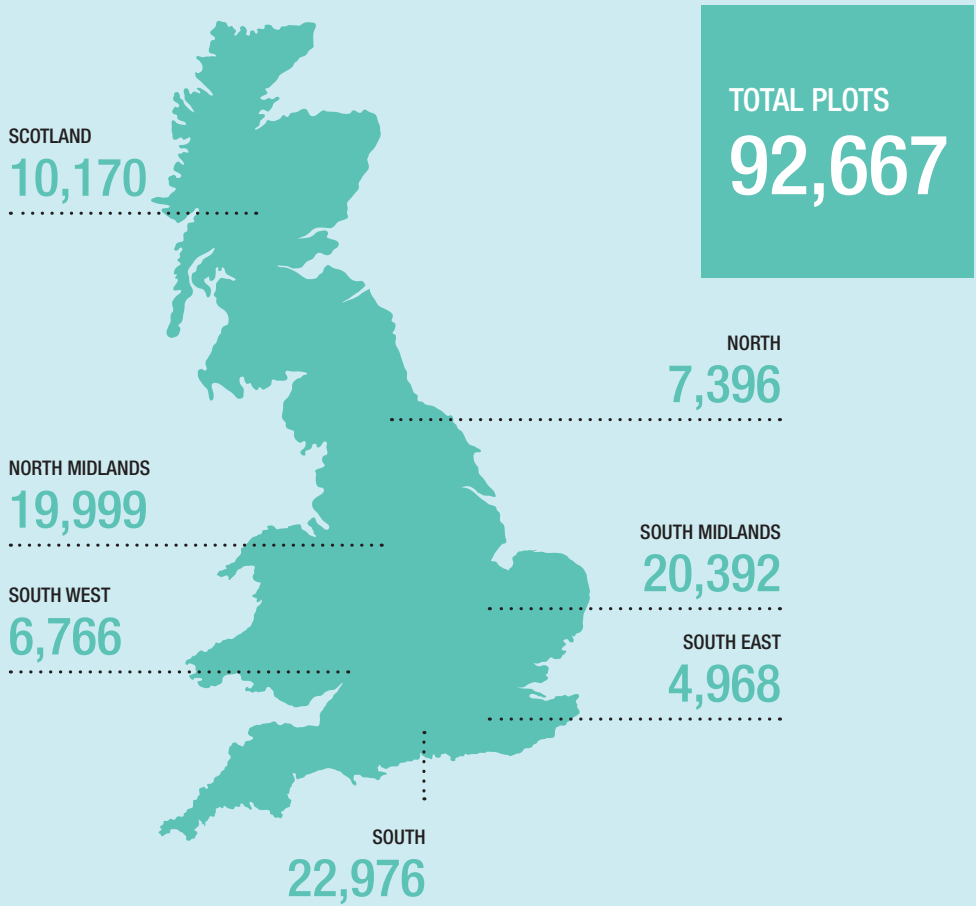 TOTAL PLOTS
92,667
SCOTLAND
10,170
NORTH
7,396
NORTH MIDLANDS
19,999
SOUTH MIDLANDS
20,392
SOUTH WEST
6,766
SOUTH EAST
4,968
SOUTH
22,976